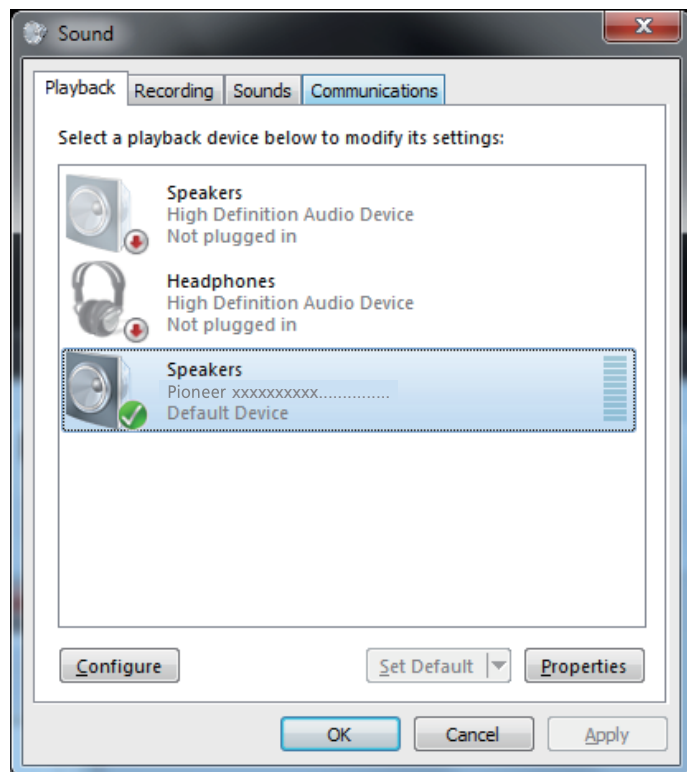 Sound
Playback Recording Sounds Communications
Select a playback device below to modify its settings:
Speakers
High Definition Audio Device
Not plugged in
Headphones
High Definition Audio Device
Not plugged in
Speakers
Pioneer xxxxxxxxxx..............
Default Device
Configure Set Default Properties
OK Cancel Apply